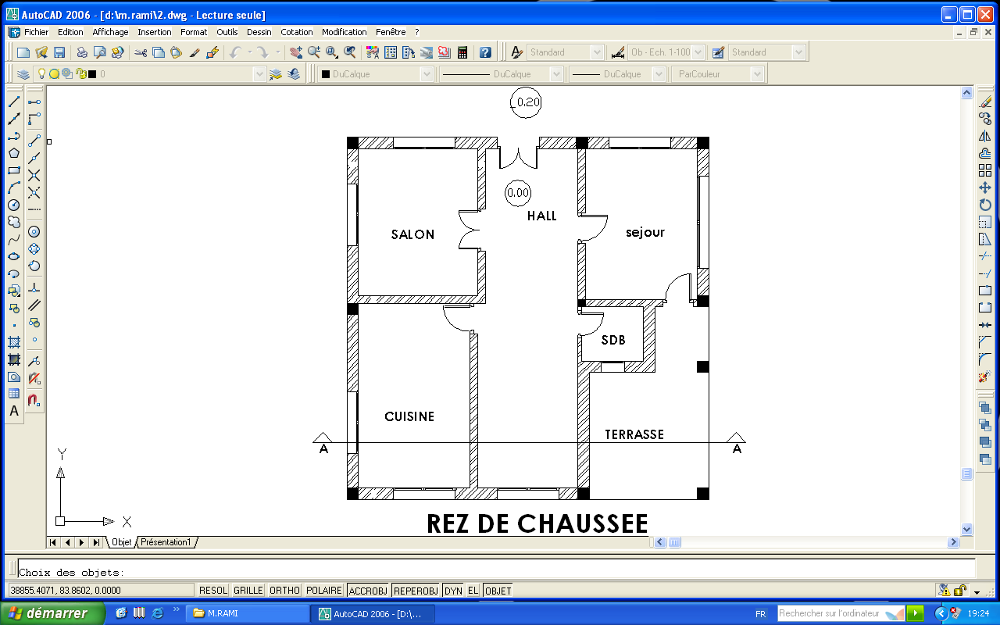 AutoCAD 2006 - [d:\m.rami\2.dwg - Lecture seule]
Fichier Edition Affichage Insertion Format Outils Dessin Cotation Modification Fenêtre ?
Standard Ob - Ech. 1-100 Standard
0 DuCalque DuCalque DuCalque ParCouleur
_0.20
0.00
HALL
SALON
sejour
SDB
CUISINE
TERRASSE
A A
Y
X
REZ DE CHAUSSEE
Objet Présentation1
Choix des objets:
38855.4071, 83.8602, 0.0000 RESOL GRILLE ORTHO POLAIRE ACCROBJ REPEROBJ DYN EL OBJET
démarrer M.RAMI AutoCAD 2006 - [D:\... FR Rechercher sur l'ordinateur 19:24